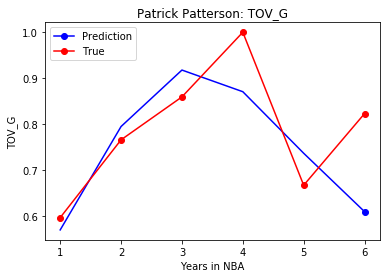 Patrick Patterson: TOV_G
Prediction
True
1.0
0.9
0.8
0.7
0.6
TOV_G
1 2 3 4 5 6
Years in NBA